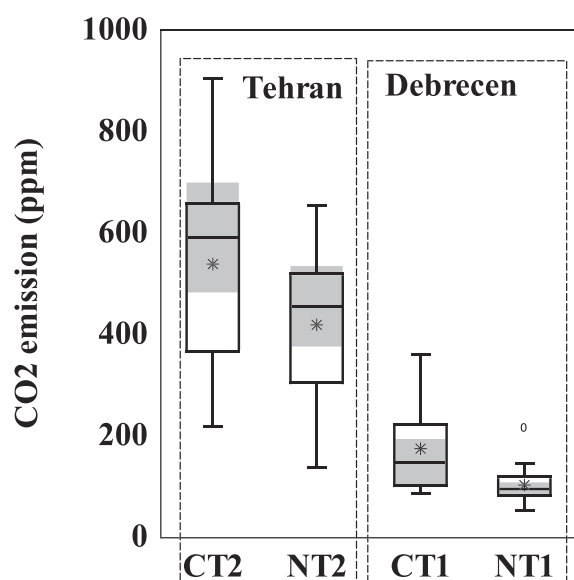 1000
Tehran
Debrecen
800
600
400
200
0
CO2 emission (ppm)
CT2
NT2
CT1
NT1